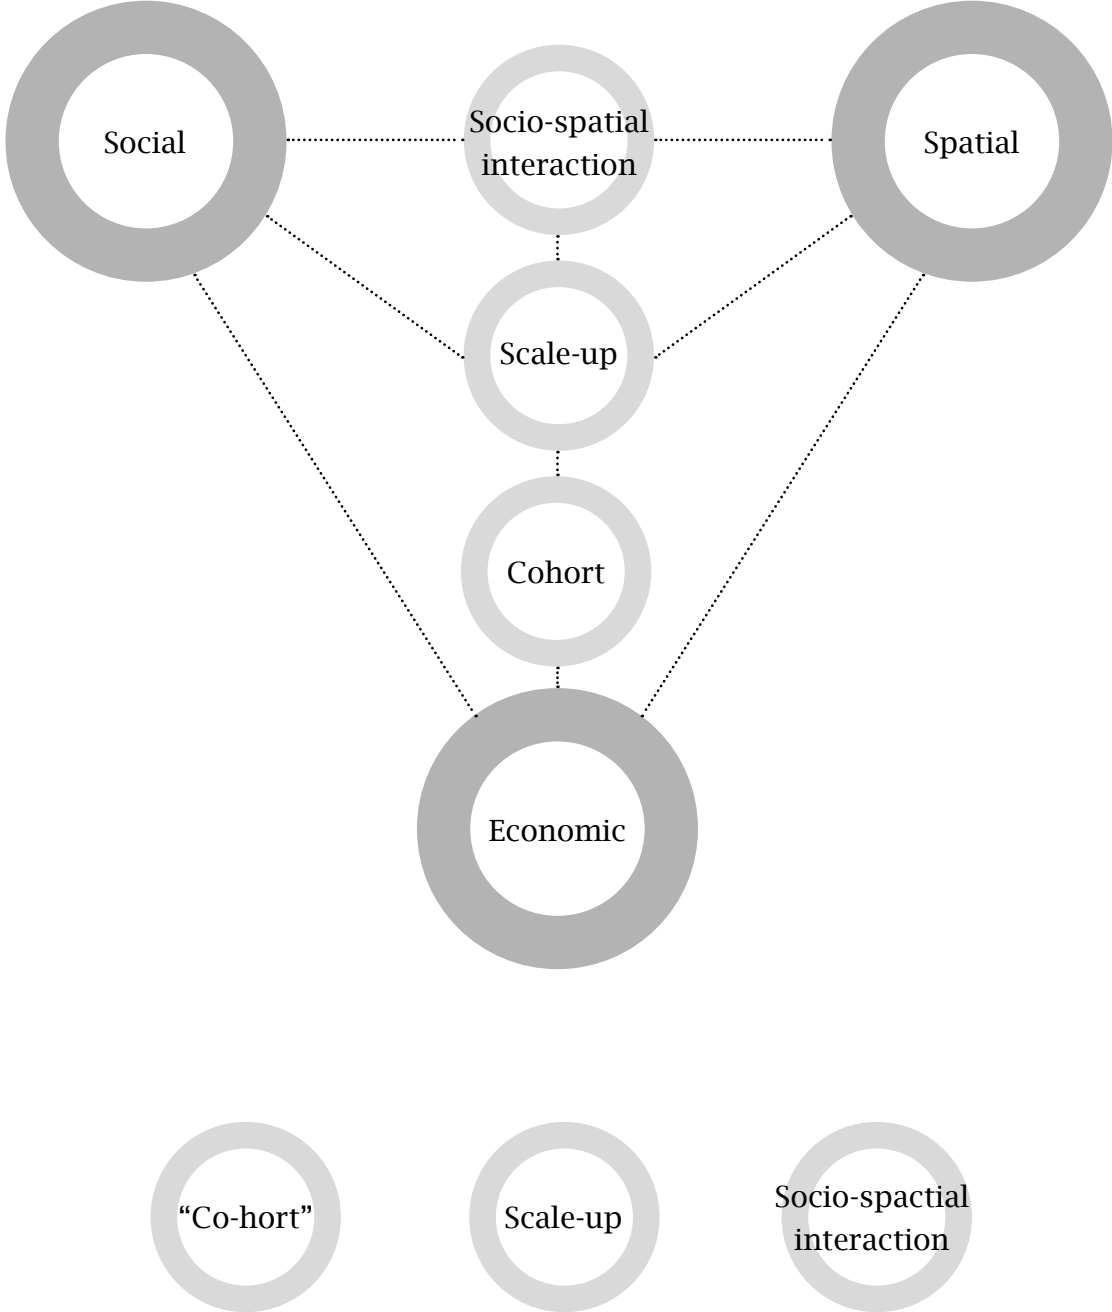 Social
Socio-spatial
interaction
Spatial
Scale-up
Cohort
Economic
“Co-hort”
Scale-up
Socio-spactial
interaction